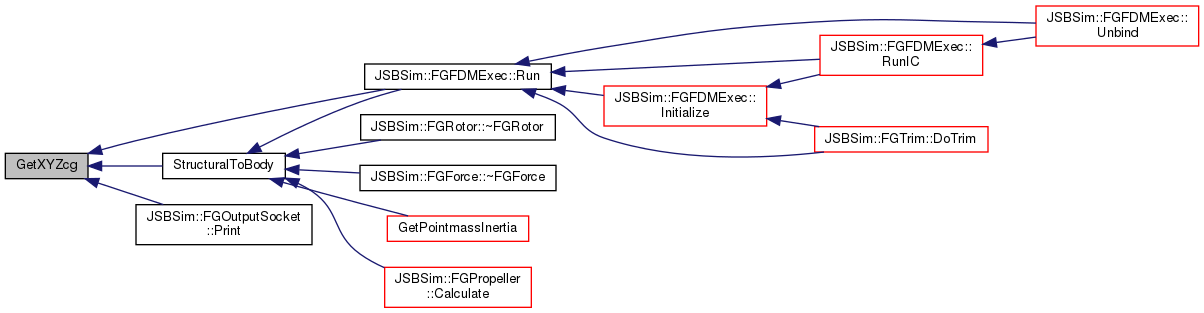 GetXYZcg
StructuralToBody
JSBSim::FGOutputSocket
::Print
JSBSim::FGFDMExec::Run
JSBSim::FGRotor::~FGRotor
JSBSim::FGForce::~FGForce
GetPointmassInertia
JSBSim::FGPropeller
::Calculate
JSBSim::FGFDMExec::
Initialize
JSBSim::FGFDMExec::
RunIC
JSBSim::FGTrim::DoTrim
JSBSim::FGFDMExec::
Unbind